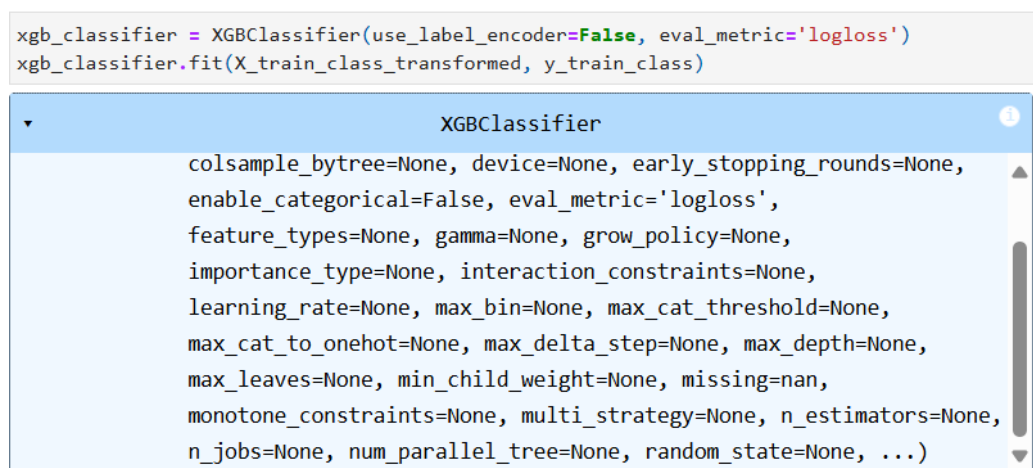 xgb_classifier = XGBClassifier(use_label_encoder=False, eval_metric='logloss')
xgb_classifier.fit(X_train_class_transformed, y_train_class)
XGBClassifier
colsample_bytree=None, device=None, early_stopping_rounds=None,
enable_categorical=False, eval_metric='logloss',
feature_types=None, gamma=None, grow_policy=None,
importance_type=None, interaction_constraints=None,
learning_rate=None, max_bin=None, max_cat_threshold=None,
max_cat_to_onehot=None, max_delta_step=None, max_depth=None,
max_leaves=None, min_child_weight=None, missing=nan,
monotone_constraints=None, multi_strategy=None, n_estimators=None,
n_jobs=None, num_parallel_tree=None, random_state=None, ...)